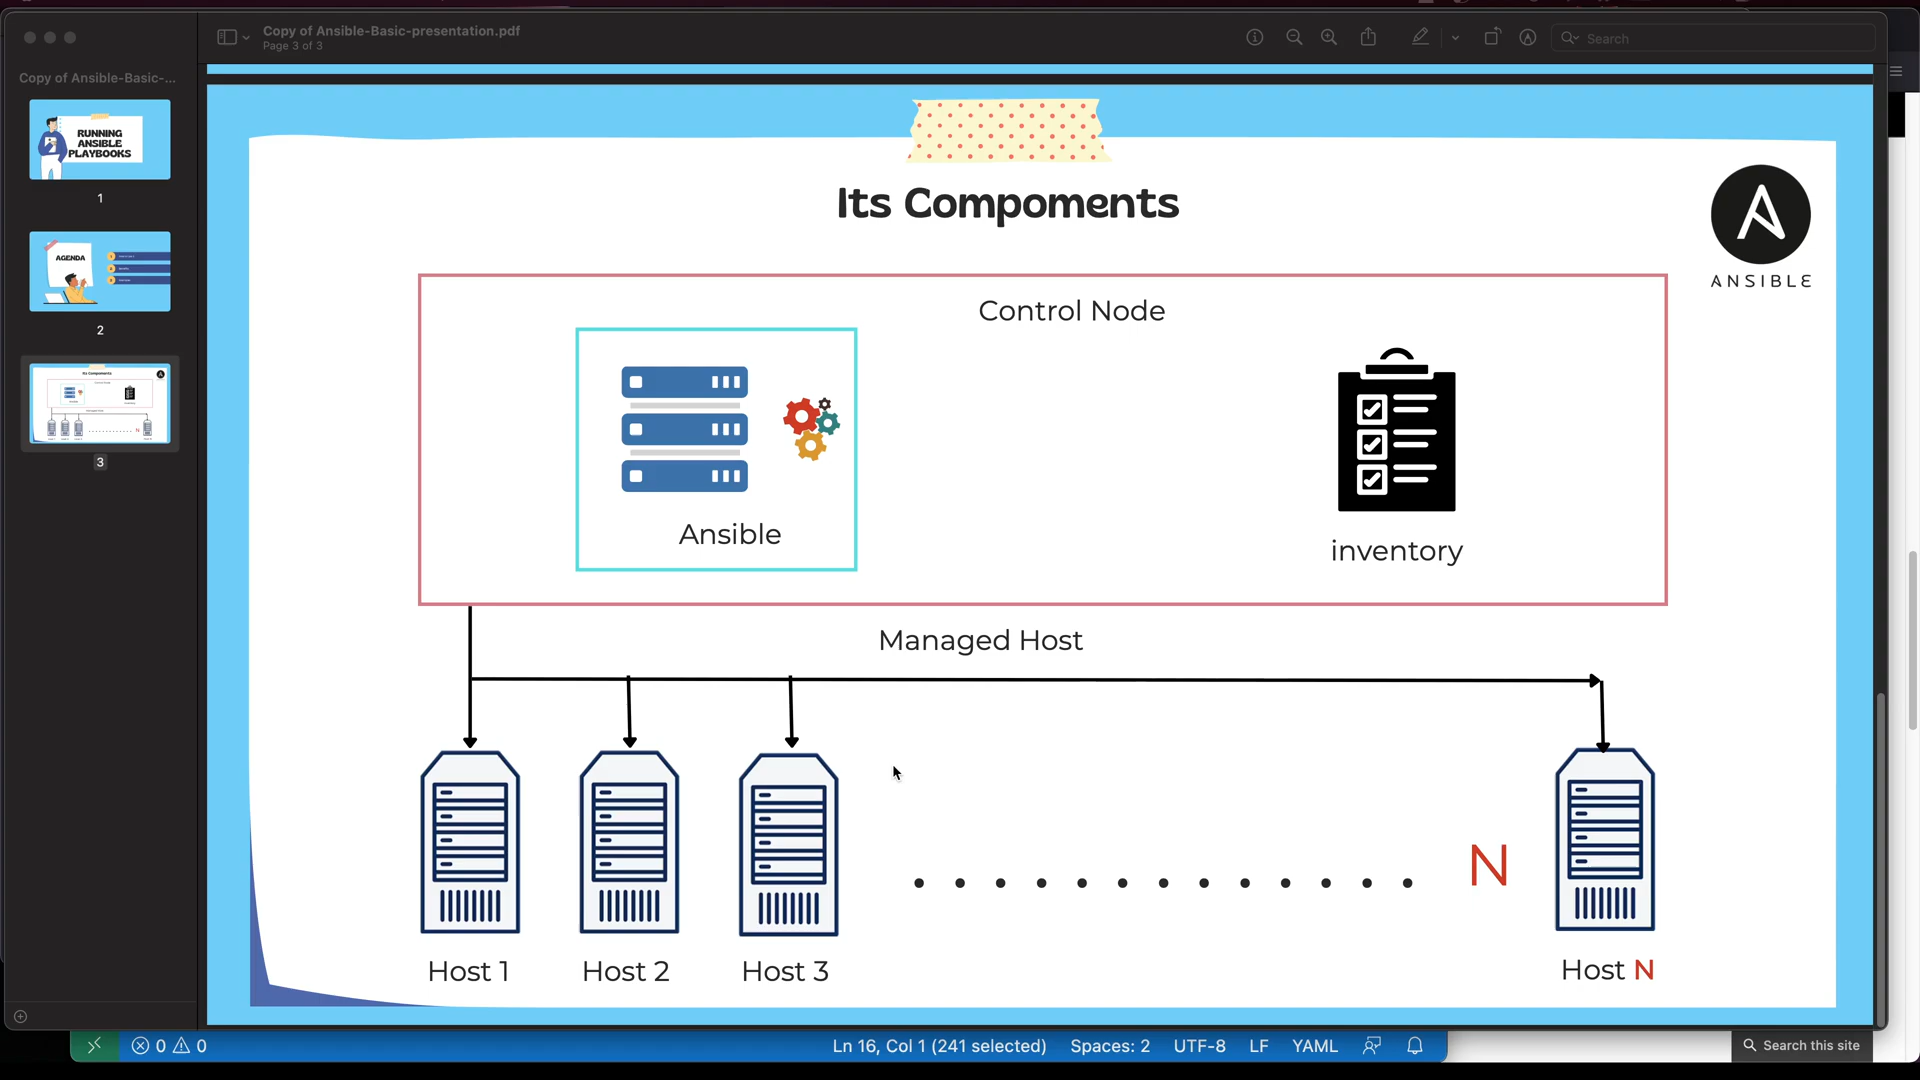 Copy of Ansible-Basic-presentation.pdf
Page 3 of 3
Search
Copy of Ansible-Basic-...
RUNNING
ANSIBLE
PLAYBOOKS
1
AGENDA
2
3
Its Compoments
ANSIBLE
Control Node
Ansible
inventory
Managed Host
N
Host 1
Host 2
Host 3
Host N
0
0
Ln 16, Col 1 (241 selected)
Spaces: 2
UTF-8
LF
YAML
Search this site